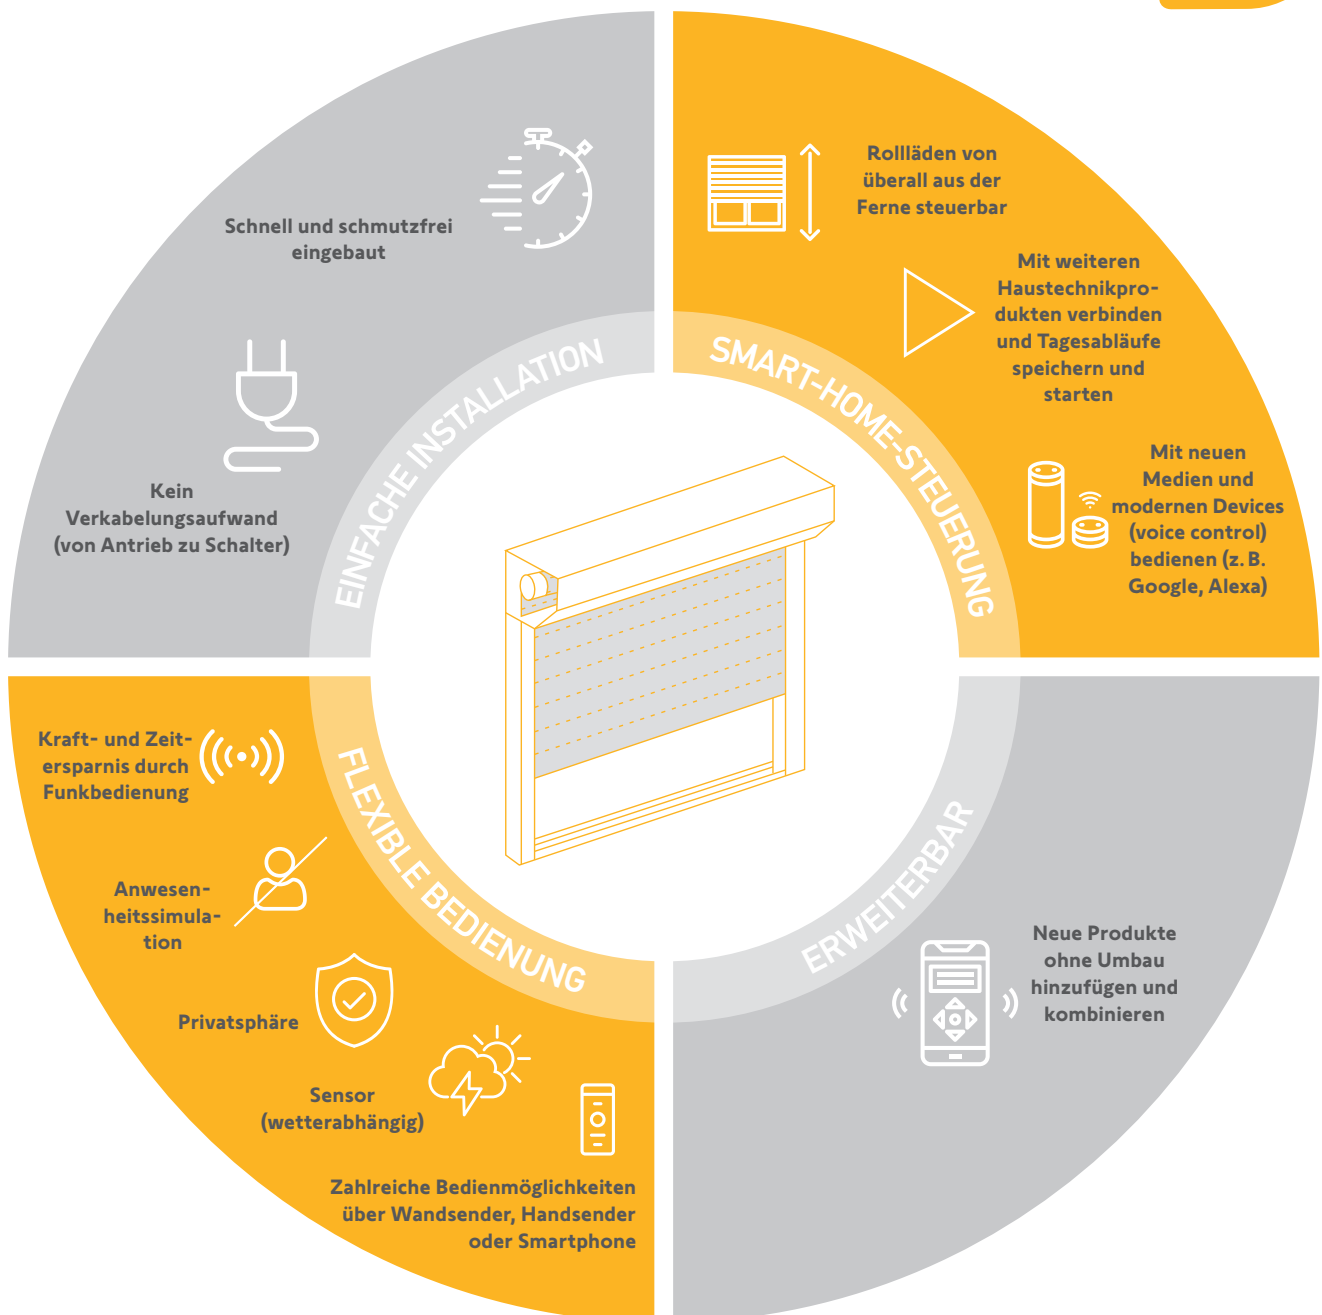 Schnell und schmutzfrei
eingebaut
Kein
Verkabelungsaufwand
(von Antrieb zu Schalter)
EINFACHE INSTALLATION
Rollläden von
überall aus der
Ferne steuerbar
Mit weiteren
Haustechnikpro-
dukten verbinden
und Tagesabläufe
speichern und
starten
Mit neuen
Medien und
modernen Devices
(voice control)
bedienen (z. B.
Google, Alexa)
SMART-HOME-STEUERUNG
Kraft- und Zeit-
ersparnis durch
Funkbedienung
Anwesen-
heitssimula-
tion
Privatsphäre
Sensor
(wetterabhängig)
Zahlreiche Bedienmöglichkeiten
über Wandsender, Handsender
oder Smartphone
FLEXIBLE BEDIENUNG
ERWEITERBAR
Neue Produkte
ohne Umbau
hinzufügen und
kombinieren